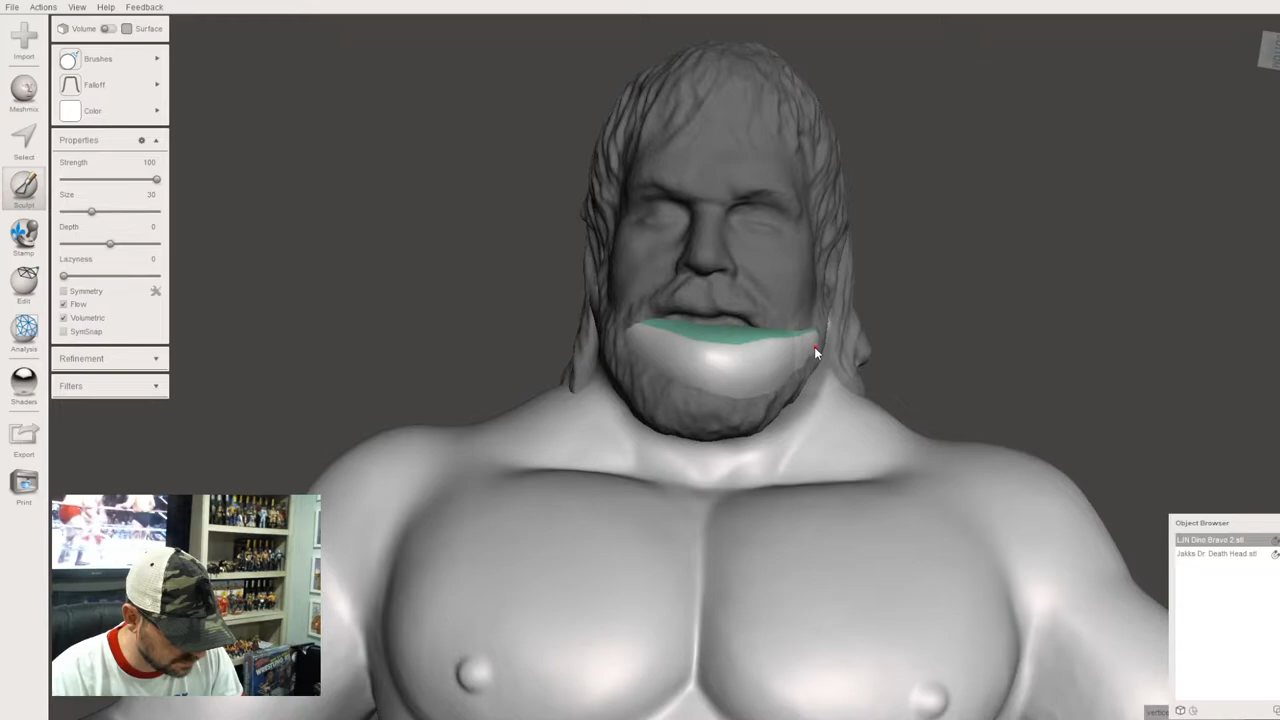 File Actions View Help Feedback
Import
Meshmix
Select
Sculpt
Stamp
Edit
Analysis
Shaders
Export
Print
Volume Surface
Brushes
Falloff
Color
Properties
Strength 100
Size 30
Depth 0
Lazyness 0
Symmetry
Flow
Volumetric
SymSnap
Refinement
Filters
Object Browser
LJN Dino Bravo 2.stl
Jakks Dr. Death Head.stl